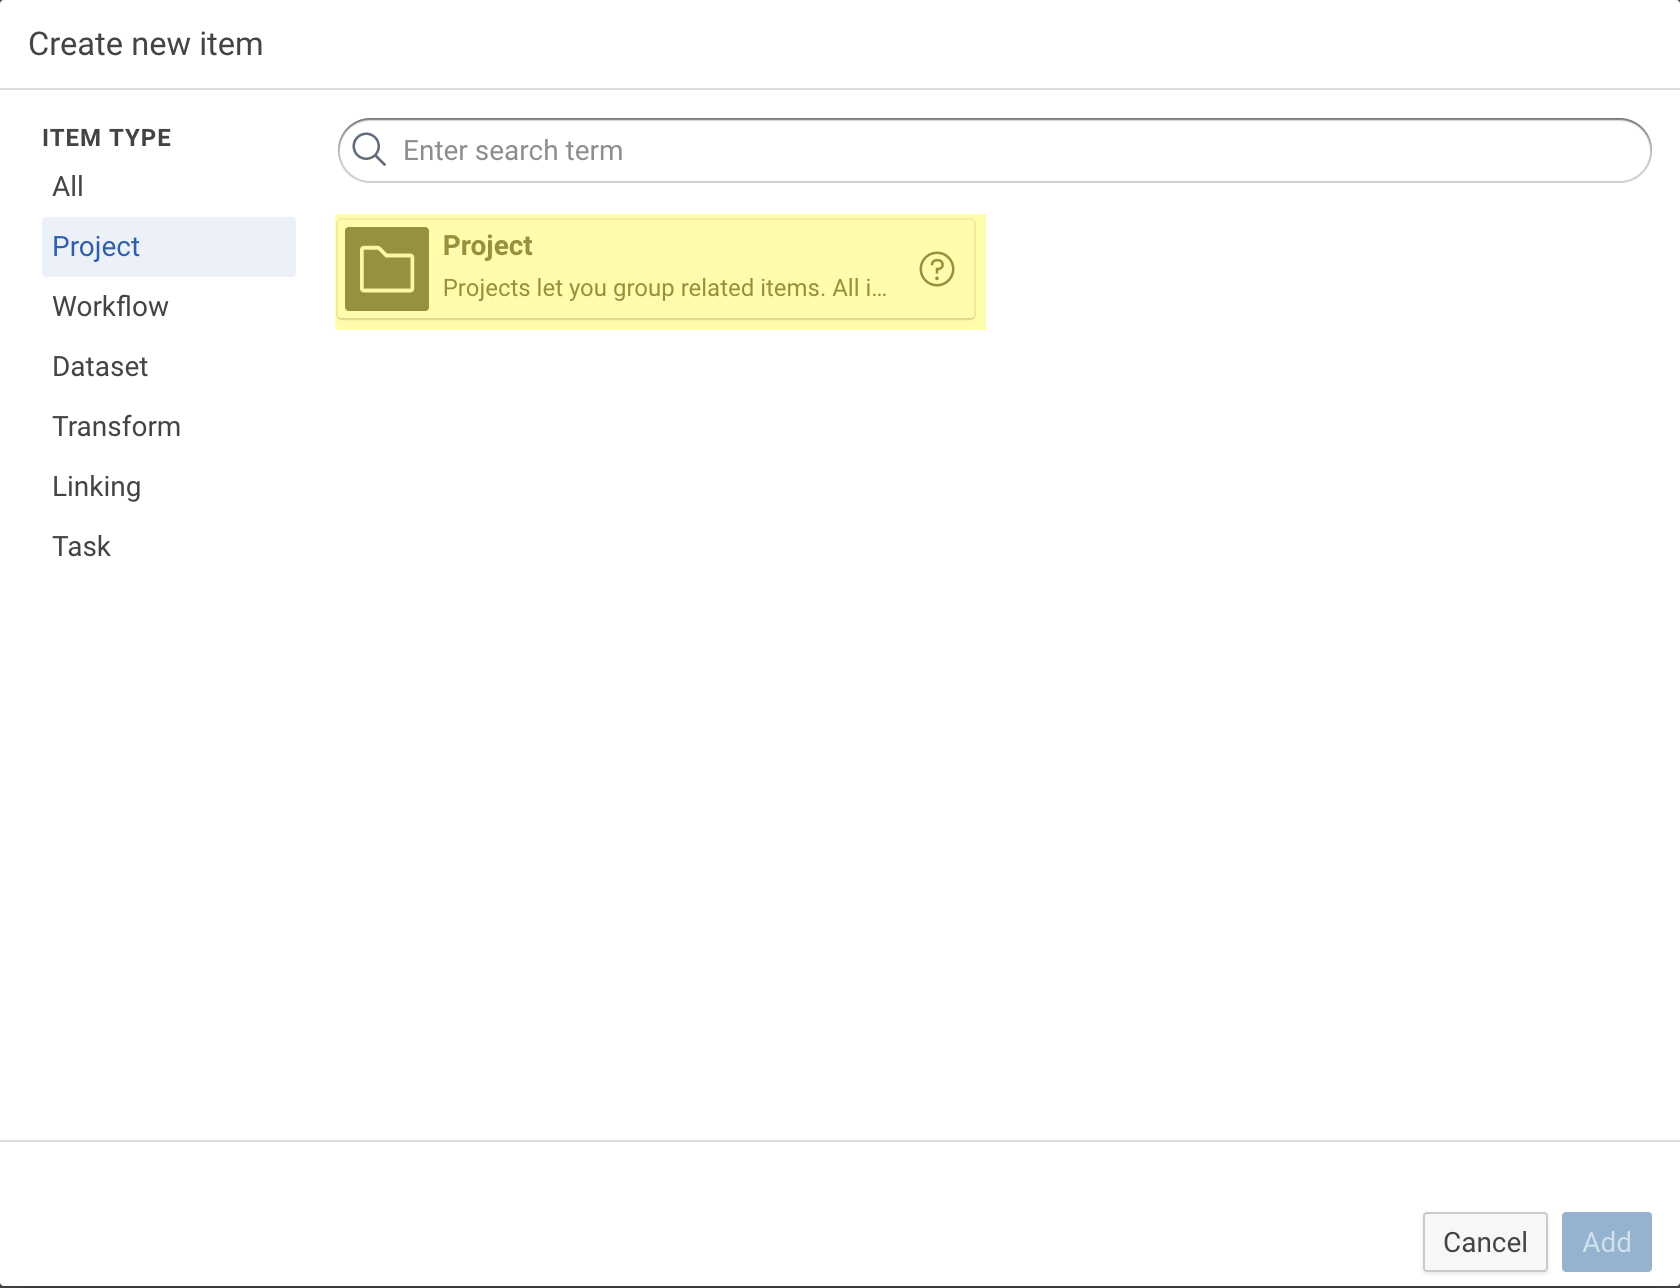 Create new item
ITEM TYPE
All
Project
Workflow
Dataset
Transform
Linking
Task
Enter search term
Project
Projects let you group related items. All i...
?
Cancel
Add